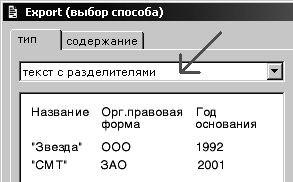 Export (выбор способа)
тип содержание
текст с разделителями
Название Орг.правовая форма Год основания
"Звезда" ООО 1992
"СМТ" ЗАО 2001